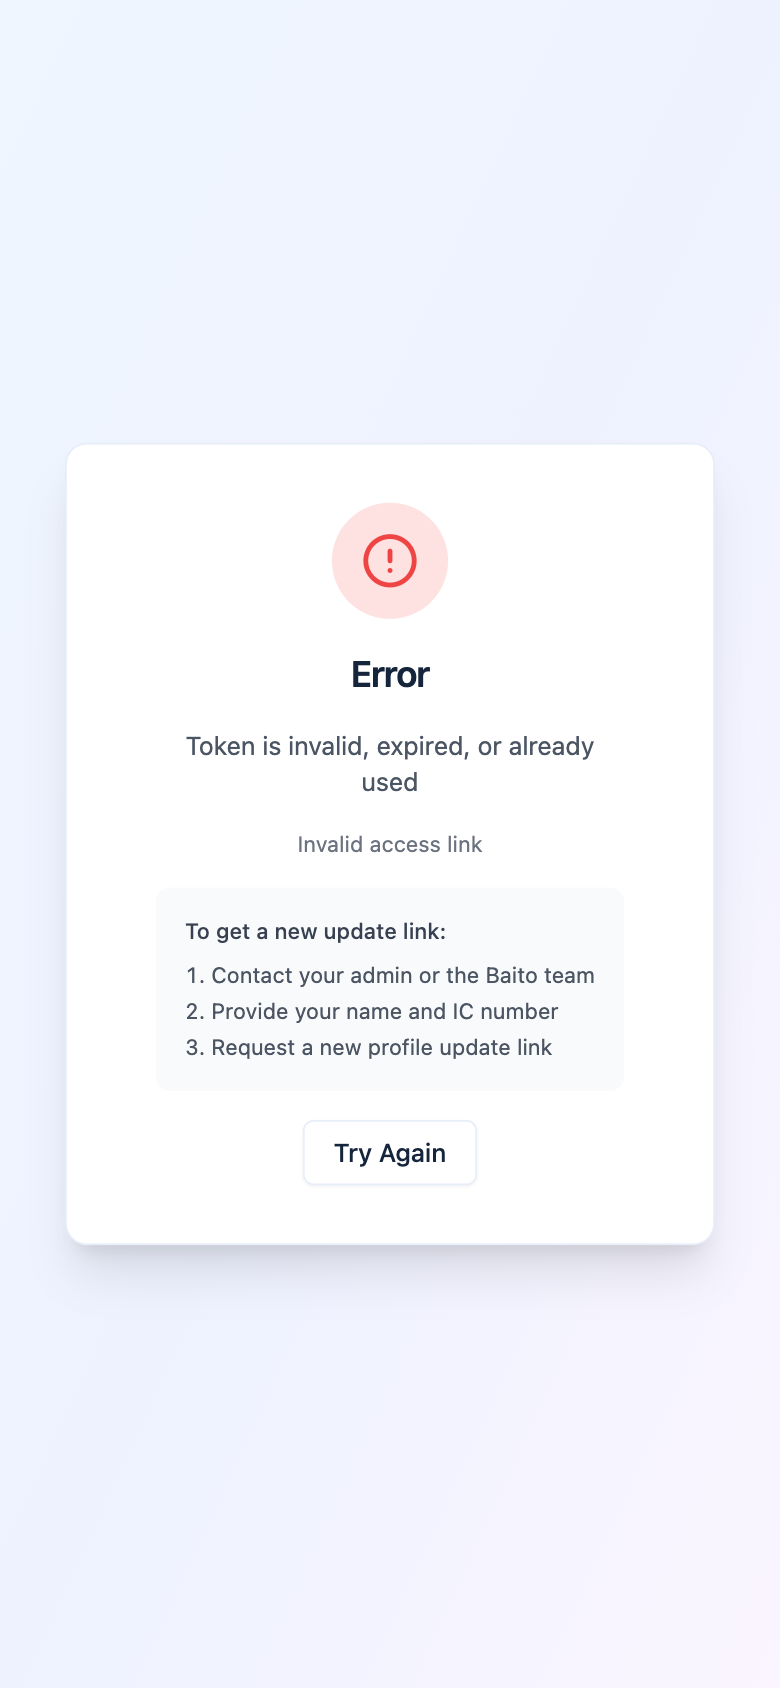 Error
Token is invalid, expired, or already
used
Invalid access link
To get a new update link:
1. Contact your admin or the Baito team
2. Provide your name and IC number
3. Request a new profile update link
Try Again